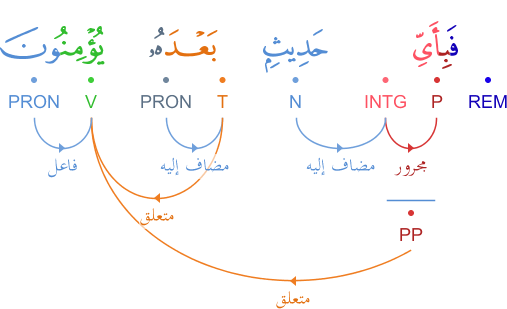 فَبِأَىِّ حَدِيثٍۭ بَعْدَهُۥ يُؤْمِنُونَ
REM P INTG N T PRON V PRON
مجرور مضاف إليه مضاف إليه فاعل
متعلق
PP
متعلق